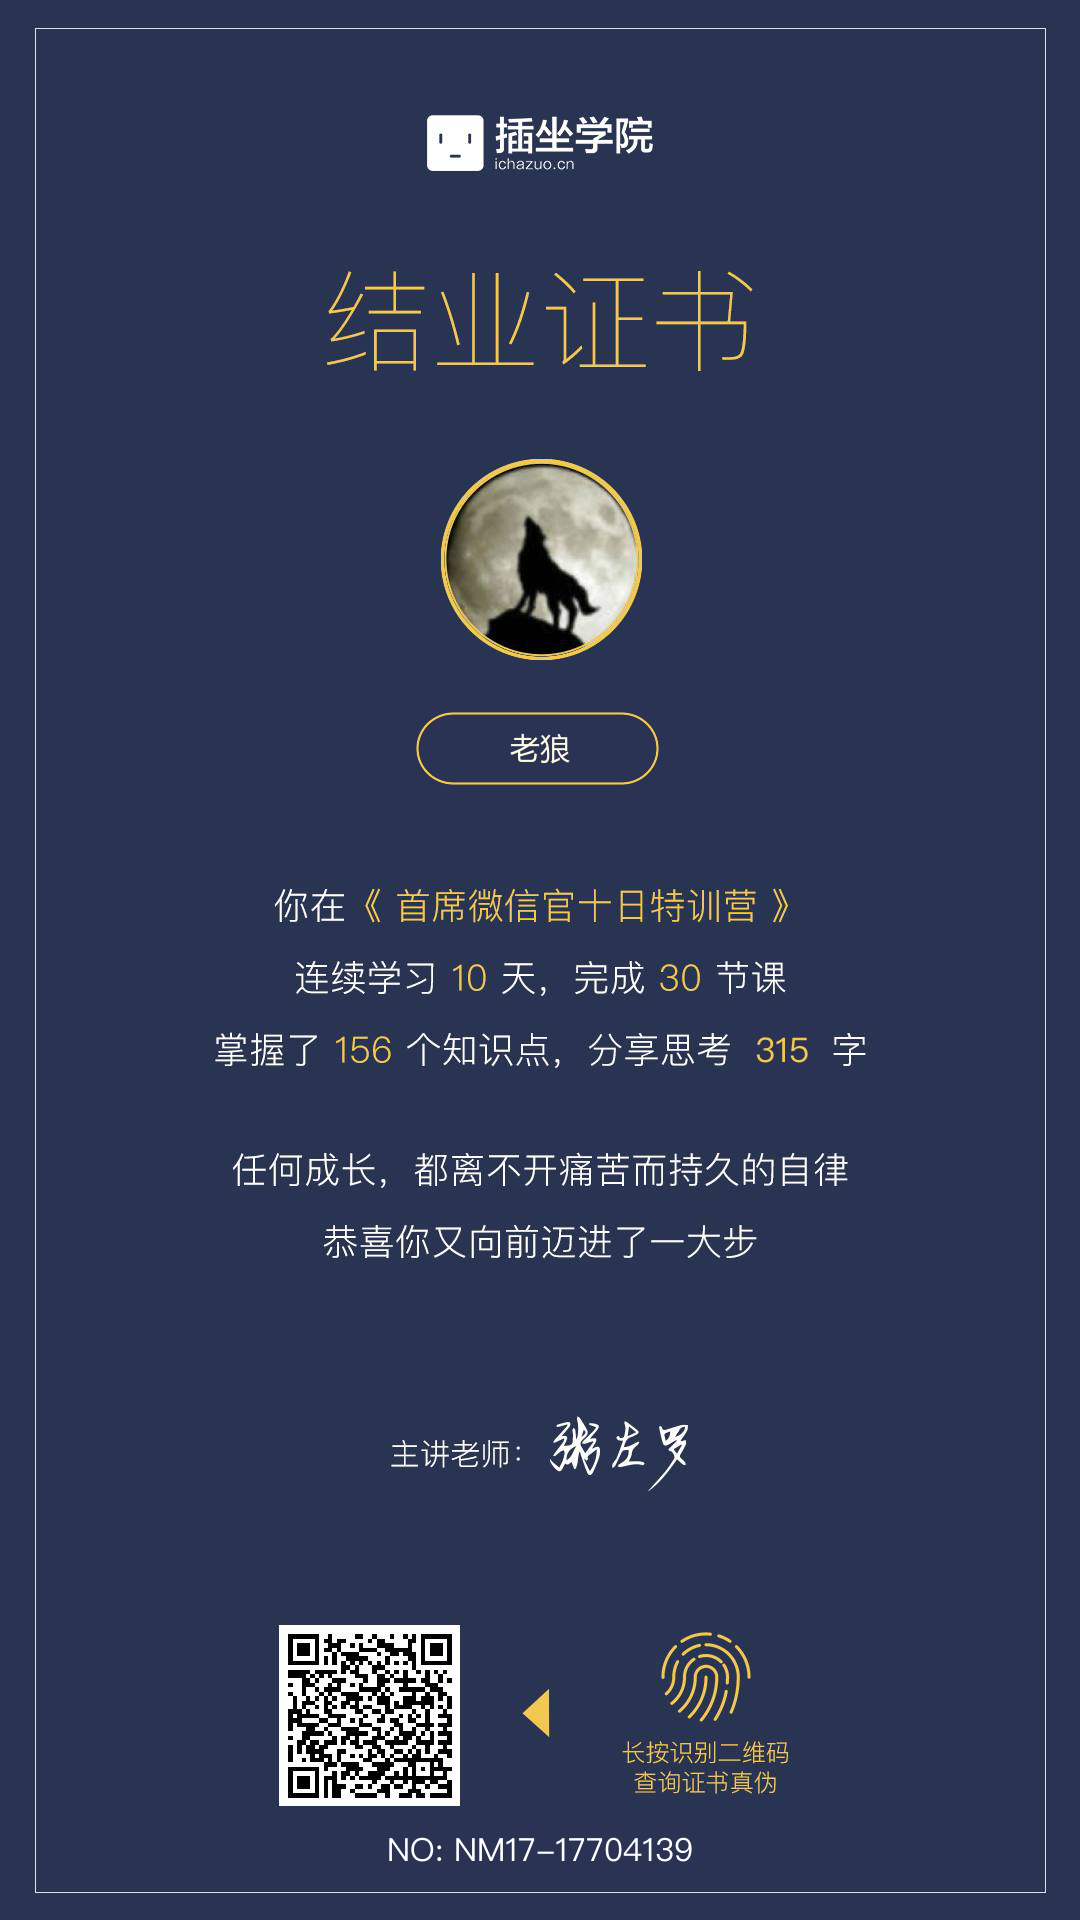 插坐学院
ichazuo.cn
结业证书
老狼
你在《 首席微信官十日特训营 》
连续学习 10 天，完成 30 节课
掌握了 156 个知识点，分享思考 315 字
任何成长，都离不开痛苦而持久的自律
恭喜你又向前迈进了一大步
主讲老师：粥左罗
长按识别二维码
查询证书真伪
NO: NM17-17704139